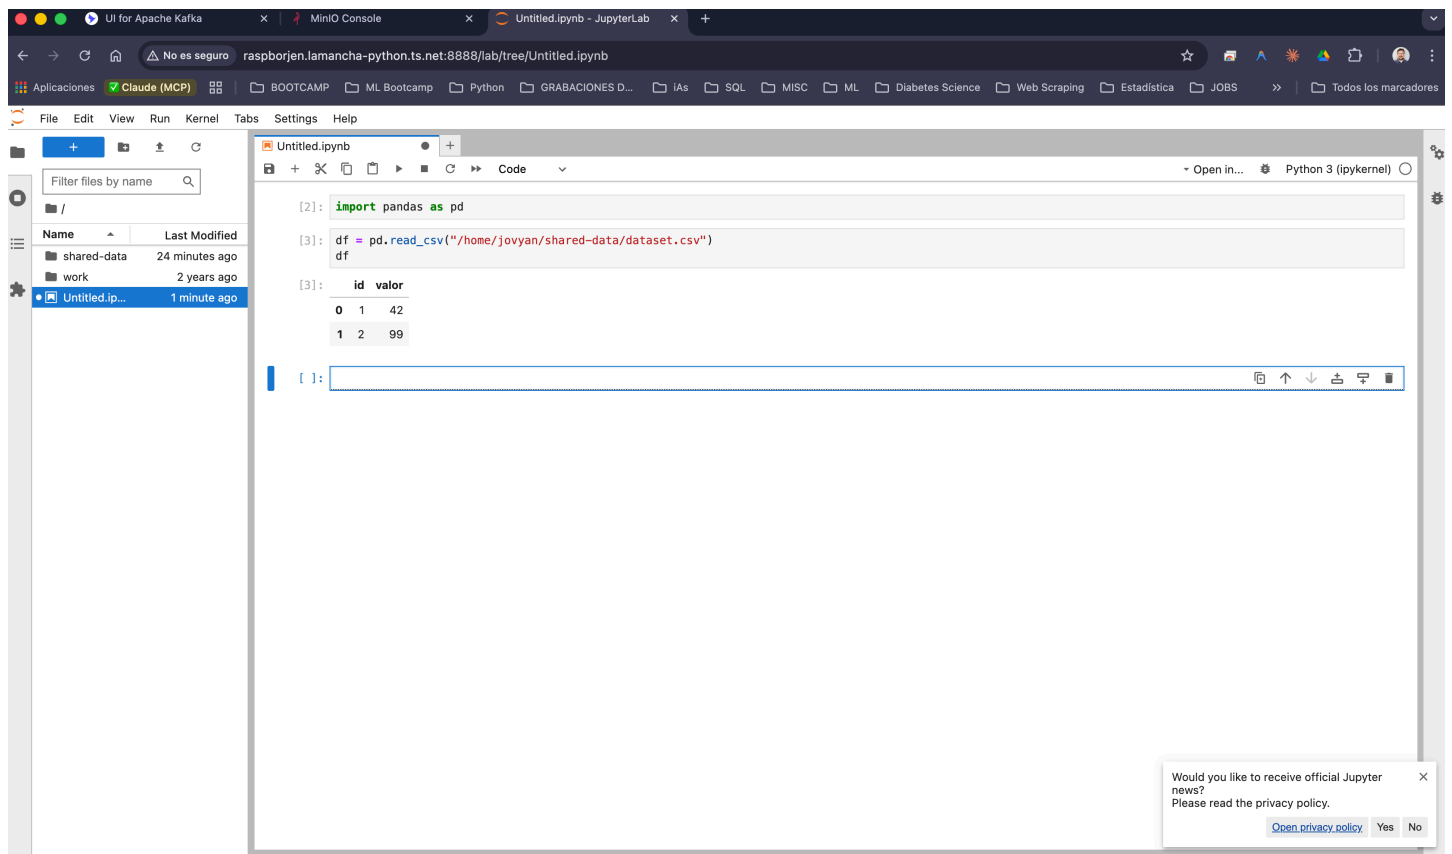 UI for Apache Kafka
MinIO Console
Untitled.ipynb - JupyterLab
No es seguro
raspborjen.lamancha-python.ts.net:8888/lab/tree/Untitled.ipynb
Aplicaciones
Claude (MCP)
BOOTCAMP
ML Bootcamp
Python
GRABACIONES D...
iAs
SQL
MISC
ML
Diabetes Science
Web Scraping
Estadística
JOBS
Todos los marcadores
File Edit View Run Kernel Tabs Settings Help
Filter files by name
/
Name Last Modified
shared-data 24 minutes ago
work 2 years ago
Untitled.ip... 1 minute ago
Untitled.ipynb
Code
Open in...
Python 3 (ipykernel)
[2]: import pandas as pd
[3]: df = pd.read_csv("/home/jovyan/shared-data/dataset.csv")
df
[3]: id valor
0 1 42
1 2 99
[ ]:
Would you like to receive official Jupyter
news?
Please read the privacy policy.
Open privacy policy Yes No